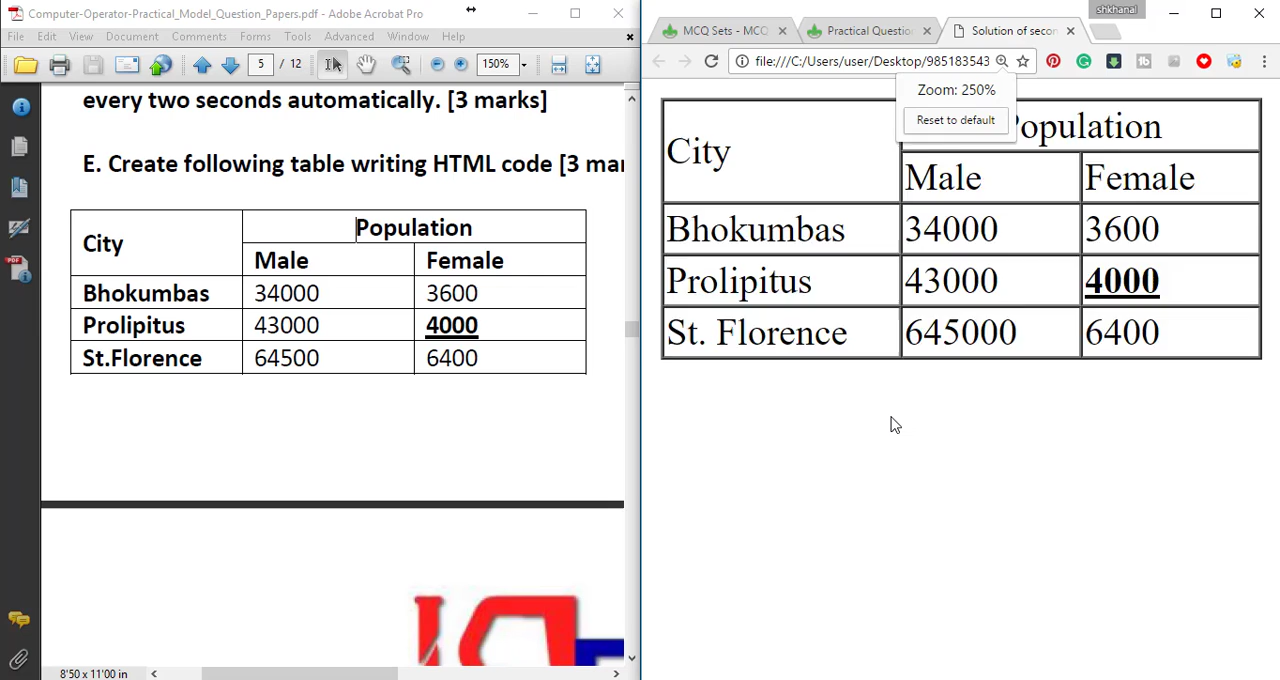 Computer-Operator-Practical_Model_Question_Papers.pdf - Adobe Acrobat Pro
File Edit View Document Comments Forms Tools Advanced Window Help
5 / 12 150%
every two seconds automatically. [3 marks]
E. Create following table writing HTML code [3 mar
City Population
Male Female
Bhokumbas 34000 3600
Prolipitus 43000 4000
St.Florence 64500 6400
8'50 x 11'00 in
shkhanal
MCQ Sets - MCQ Practical Questio Solution of secor
file:///C:/Users/user/Desktop/985183543
Zoom: 250%
Reset to default
City Population
Male Female
Bhokumbas 34000 3600
Prolipitus 43000 4000
St. Florence 645000 6400